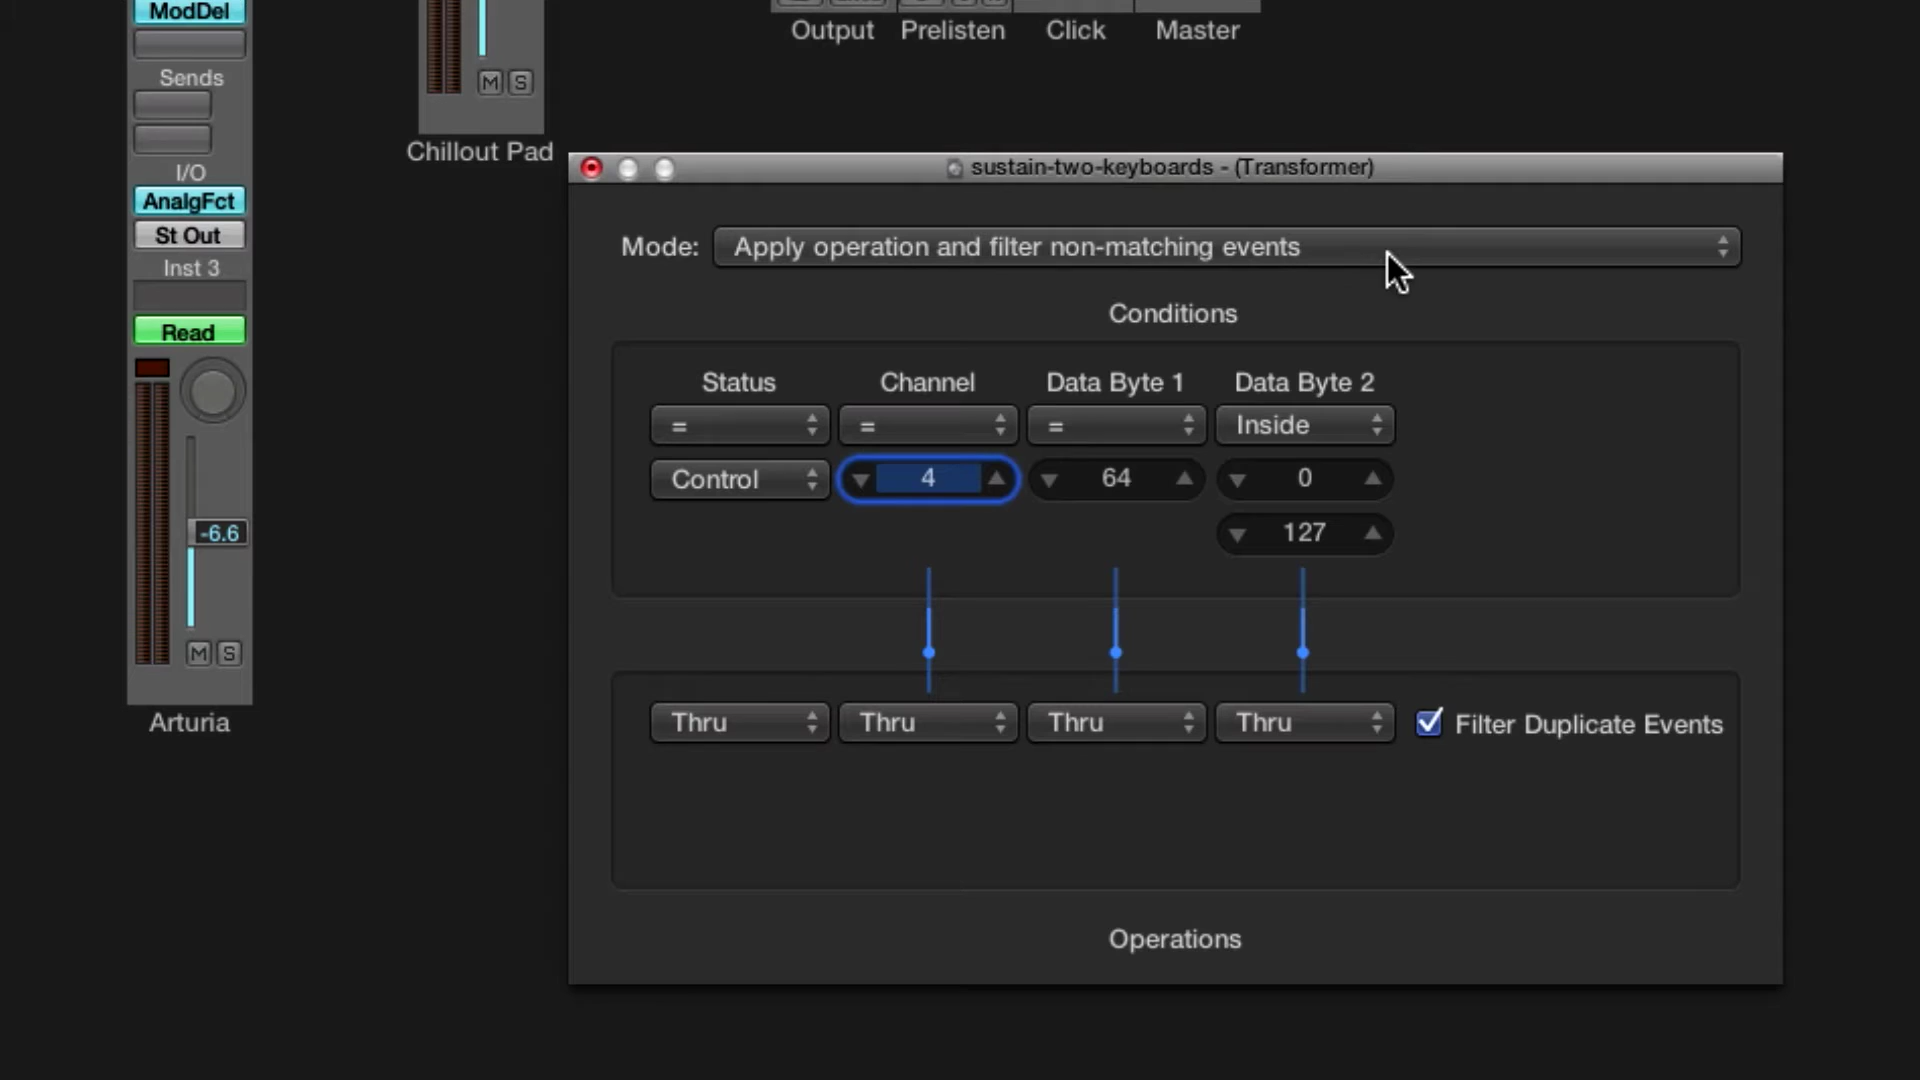 ModDel
Sends
I/O
AnalgFct
St Out
Inst 3
Read
-6.6
M S
Arturia
M S
Chillout Pad
Output Prelisten Click Master
sustain-two-keyboards - (Transformer)
Mode: Apply operation and filter non-matching events
Conditions
Status Channel Data Byte 1 Data Byte 2
= = = Inside
Control 4 64 0
127
Thru Thru Thru Thru Filter Duplicate Events
Operations